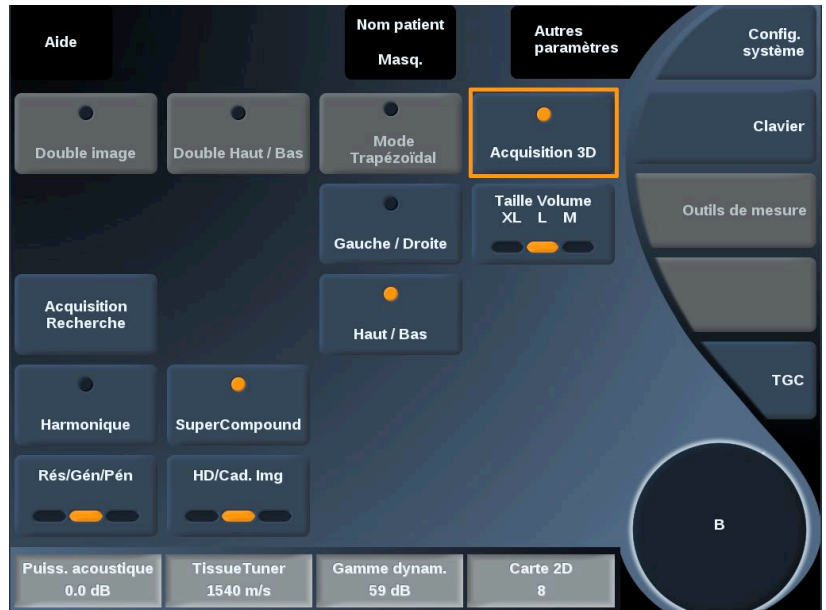 Aide
Nom patient
Masq.
Autres
paramètres
Config.
système
Double image
Double Haut / Bas
Mode
Trapézoïdal
Acquisition 3D
Clavier
Gauche / Droite
Taille Volume
XL L M
Outils de mesure
Acquisition
Recherche
Haut / Bas
Harmonique
SuperCompound
TGC
Rés/Gén/Pén
HD/Cad. Img
B
Puiss. acoustique
0.0 dB
TissueTuner
1540 m/s
Gamme dynam.
59 dB
Carte 2D
8